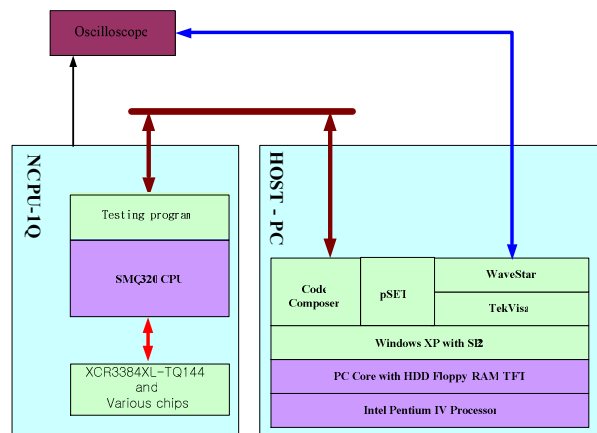 Oscilloscope
NCPU-1Q
Testing program
SMQ320 CPU
XCR3384XL-TQ144
and
Various chips
HOST - PC
Code
Composer
pSET
WaveStar
TekVisa
Windows XP with SP2
PC Core with HDD Floppy RAM TFT
Intel Pentium IV Processor